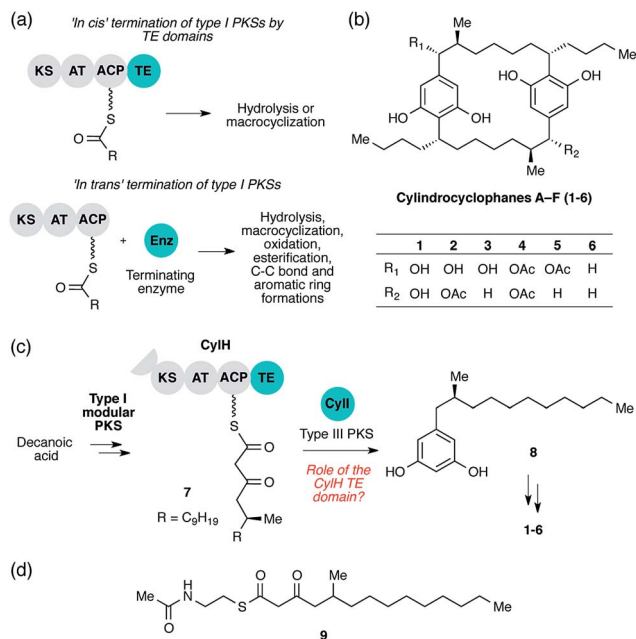 (a)
'In cis' termination of type I PKSs by
TE domains
KS AT ACP TE
S
O
R
Hydrolysis or
macrocyclization
'In trans' termination of type I PKSs
KS AT ACP
+
Enz
Terminating
enzyme
S
O
R
Hydrolysis,
macrocyclization,
oxidation,
esterification,
C-C bond and
aromatic ring
formations
(b)
Me
R1
HO OH
HO OH
Me
Me
R2
Me
Cylindrocyclophanes A–F (1-6)
1 2 3 4 5 6
R1 OH OH OH OAc OAc H
R2 OH OAc H OAc H H
(c)
CylH
KS AT ACP TE
Decanoic
acid
Type I
modular
PKS
S
O
O
Me
R
7
R = C9H19
CylI
Type III PKS
Role of the
CylH TE
domain?
Me
Me
HO OH
8
1-6
(d)
Me
O
H
N
S
O O
Me
Me
9